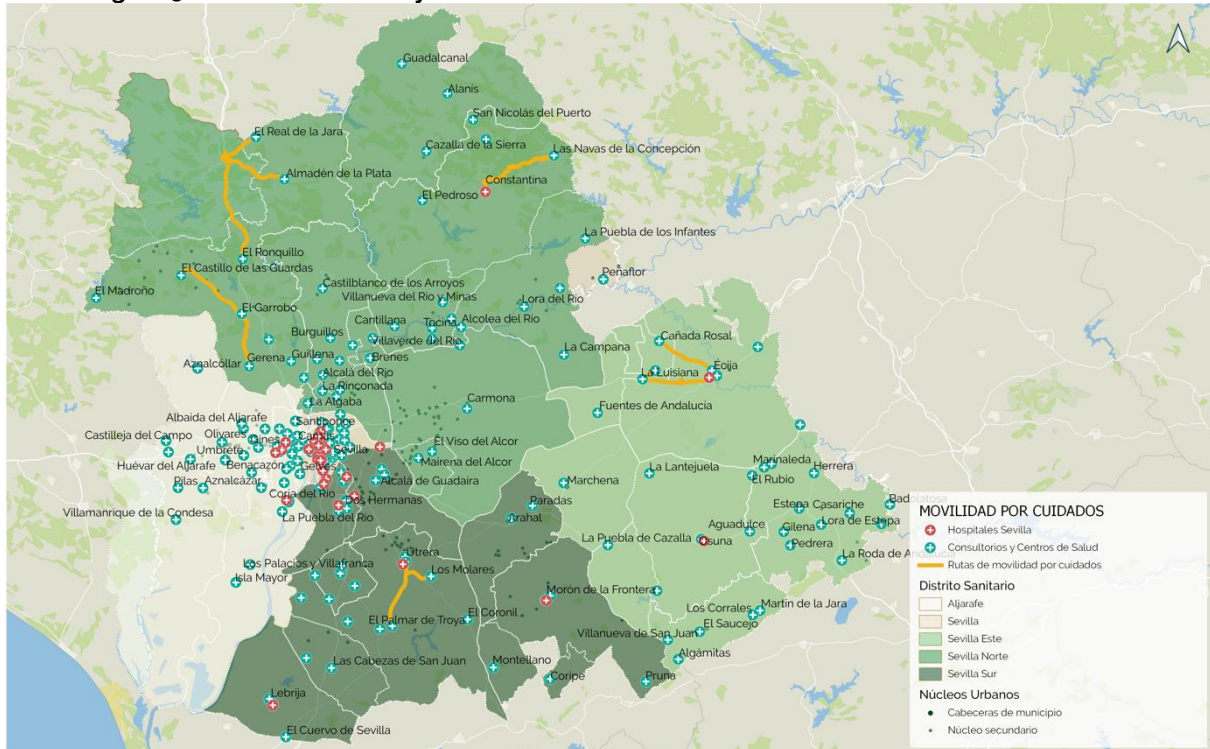 Guadalcanal
Alanís
San Nicolás del Puerto
El Real de la Jara
Cazalla de la Sierra
Las Navas de la Concepción
Almadén de la Plata
Constantina
El Pedroso
La Puebla de los Infantes
El Ronquillo
El Castillo de las Guardas
Peñaflor
El Madroño
Castilblanco de los Arroyos
Villanueva del Río y Minas
Lora del Río
El Garrobo
Cantillana
Tocina
Alcolea del Río
Burguillos
Villaverde del Río
Cañada Rosal
Aznalcóllar
Gerena
Guillena
Brenes
La Campana
La Luisiana
Écija
Alcalá del Río
La Rinconada
La Algaba
Carmona
Fuentes de Andalucía
Albaida del Aljarafe
Santiponce
Castilleja del Campo
Olivares
Gines
Camas
Umbrete
Sevilla
El Viso del Alcor
Huévar del Aljarafe
Benacazón
Gelves
Mairena del Alcor
La Lantejuela
Marinaleda
Herrera
El Rubio
Pilas
Aznalcázar
Alcalá de Guadaira
Marchena
Coria del Río
Dos Hermanas
Paradas
Estepa
Casariche
Badolatosa
Villamanrique de la Condesa
La Puebla del Río
Arahal
Aguadulce
Gilena
Lora de Estepa
La Puebla de Cazalla
Osuna
Pedrera
La Roda de Andalucía
Utrera
Los Palacios y Villafranca
Isla Mayor
Los Molares
Morón de la Frontera
Los Corrales
Martin de la Jara
El Palmar de Troya
El Coronil
El Saucejo
Villanueva de San Juan
Las Cabezas de San Juan
Montellano
Coripe
Algámitas
Pruna
Lebrija
El Cuervo de Sevilla
MOVILIDAD POR CUIDADOS
Hospitales Sevilla
Consultorios y Centros de Salud
Rutas de movilidad por cuidados
Distrito Sanitario
Aljarafe
Sevilla
Sevilla Este
Sevilla Norte
Sevilla Sur
Núcleos Urbanos
Cabeceras de municipio
Núcleo secundario